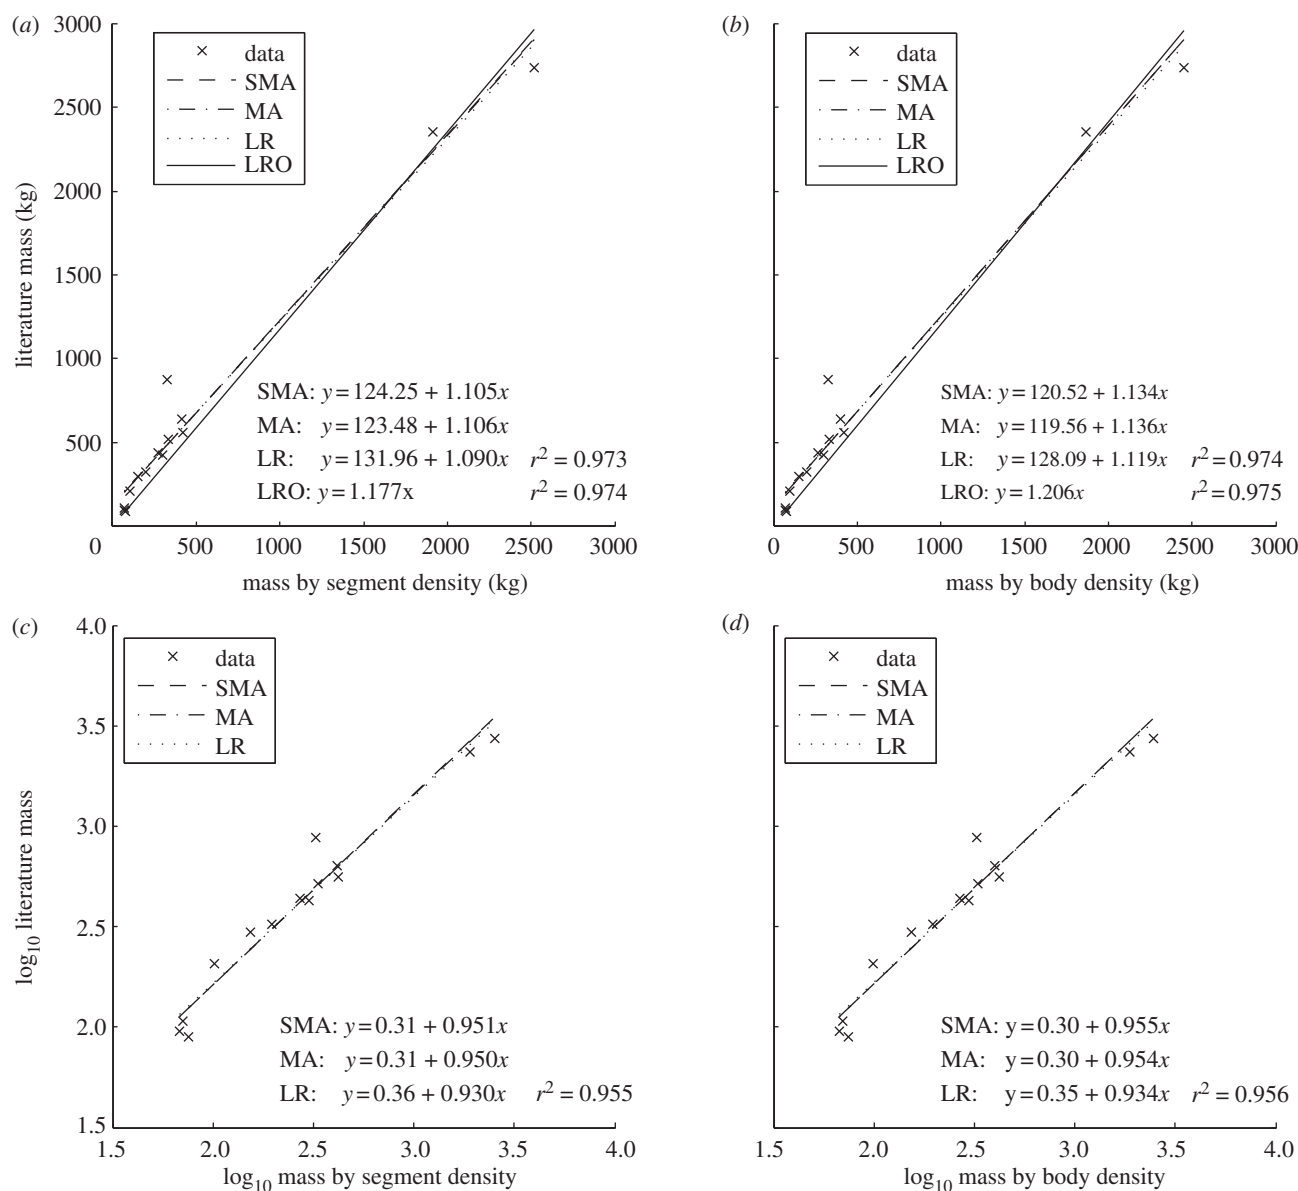 (a)
3000
2500
2000
1500
1000
500
literature mass (kg)
data
SMA
MA
LR
LRO
SMA: y=124.25 + 1.105x
MA: y=123.48 + 1.106x
LR: y=131.96 + 1.090x r² = 0.973
LRO: y=1.177x r² = 0.974
0 500 1000 1500 2000 2500 3000
mass by segment density (kg)
(b)
data
SMA
MA
LR
LRO
SMA: y=120.52 + 1.134x
MA: y=119.56 + 1.136x
LR: y=128.09 + 1.119x r² = 0.974
LRO: y=1.206x r² = 0.975
0 500 1000 1500 2000 2500 3000
mass by body density (kg)
(c)
4.0
3.5
3.0
2.5
2.0
1.5
log₁₀ literature mass
data
SMA
MA
LR
SMA: y=0.31 + 0.951x
MA: y=0.31 + 0.950x
LR: y=0.36 + 0.930x r² = 0.955
1.5 2.0 2.5 3.0 3.5 4.0
log₁₀ mass by segment density
(d)
data
SMA
MA
LR
SMA: y=0.30 + 0.955x
MA: y=0.30 + 0.954x
LR: y=0.35 + 0.934x r² = 0.956
1.5 2.0 2.5 3.0 3.5 4.0
log₁₀ mass by body density